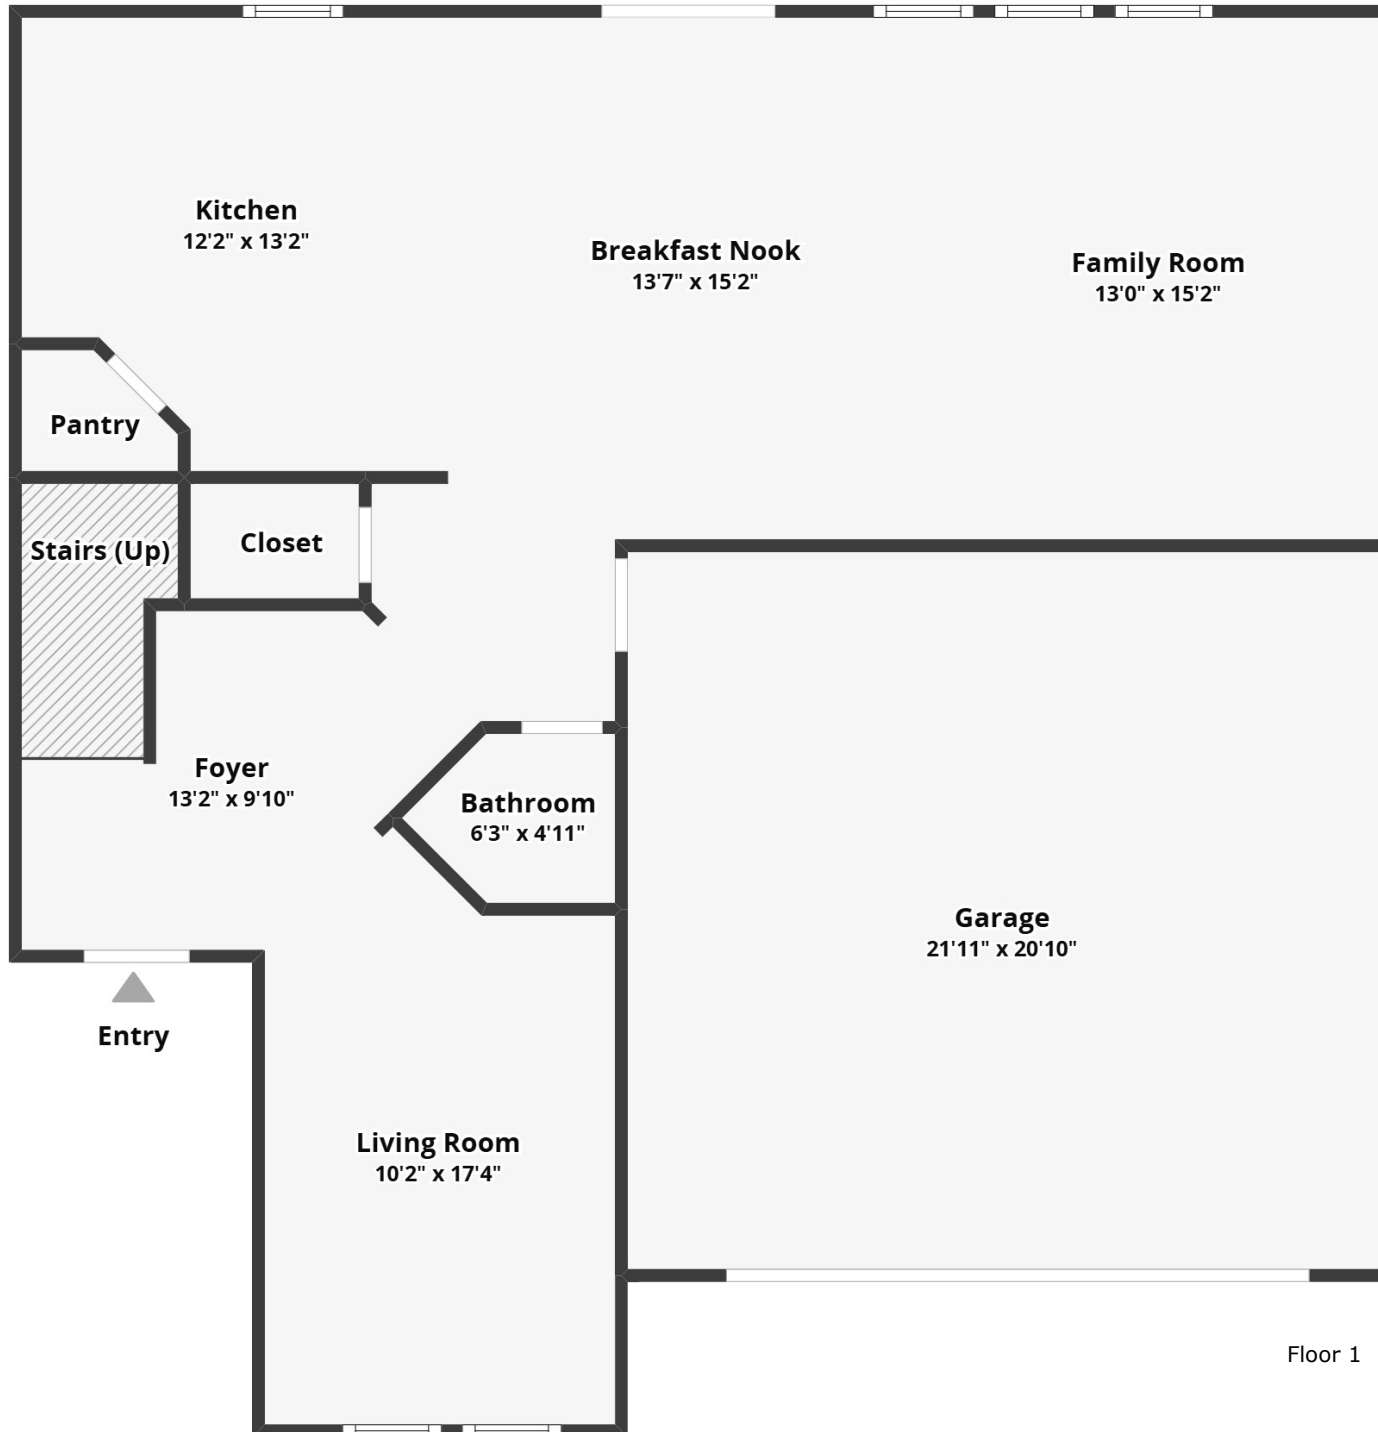 Kitchen
12'2" x 13'2"
Breakfast Nook
13'7" x 15'2"
Family Room
13'0" x 15'2"
Pantry
Stairs (Up)
Closet
Foyer
13'2" x 9'10"
Bathroom
6'3" x 4'11"
Garage
21'11" x 20'10"
Entry
Living Room
10'2" x 17'4"
Floor 1